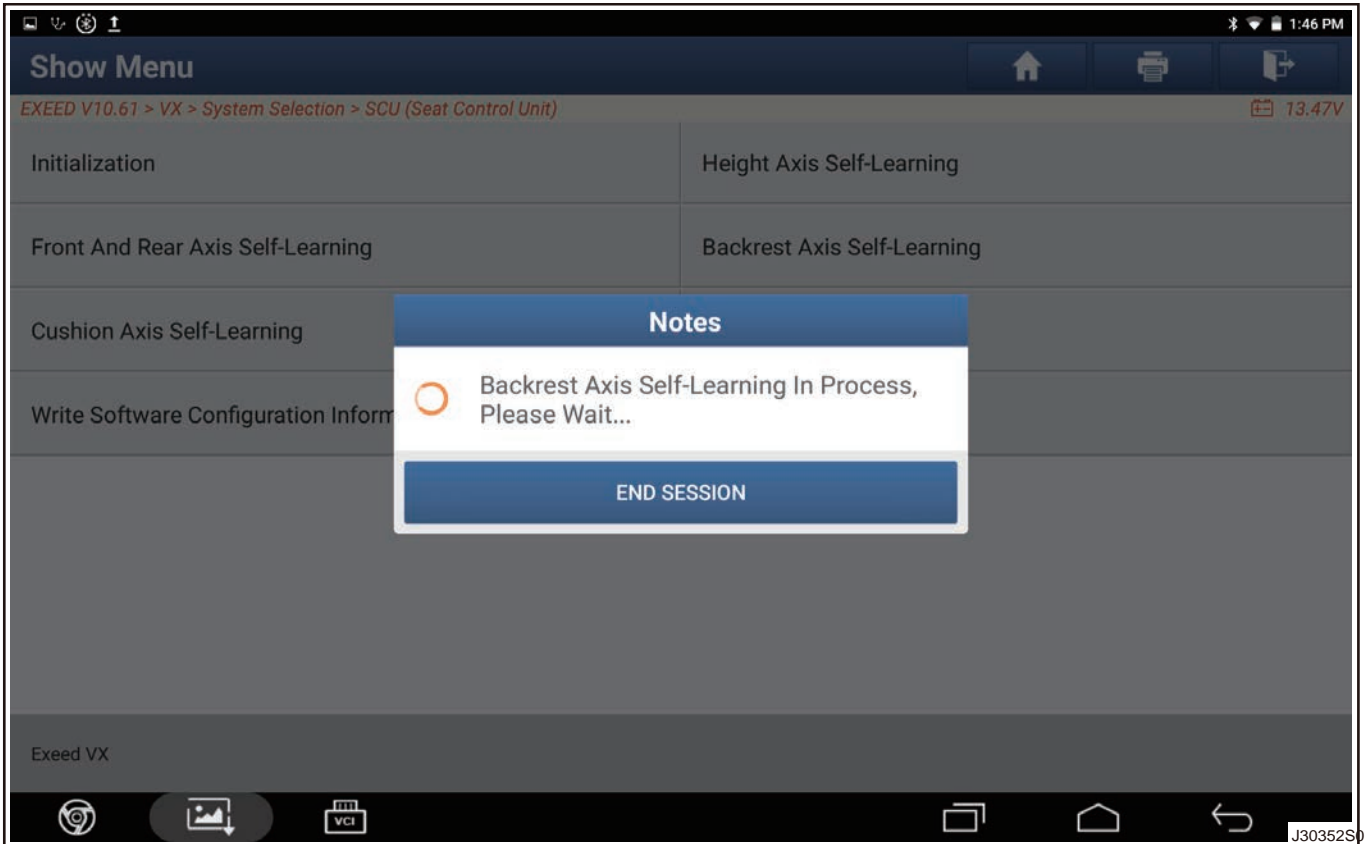 1:46 PM
Show Menu
EXEED V10.61 > VX > System Selection > SCU (Seat Control Unit)
13.47V
Initialization
Height Axis Self-Learning
Front And Rear Axis Self-Learning
Backrest Axis Self-Learning
Cushion Axis Self-Learning
Notes
Backrest Axis Self-Learning In Process,
Please Wait...
Write Software Configuration Inform
END SESSION
Exeed VX
VCI
J30352S0